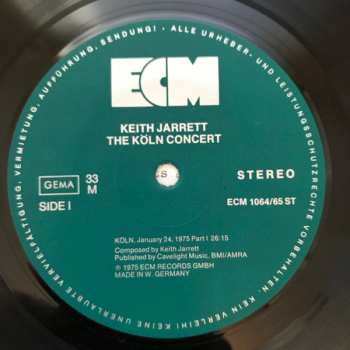 ALLE URHEBER- UND LEISTUNGSSCHUTZRECHTE VORBEHALTEN. KEIN VERLEIH! KEINE UNERLAUBTE VERVIELFÄLTIGUNG, VERMIETUNG, AUFFÜHRUNG, SENDUNG! ·
ECM
KEITH JARRETT
THE KÖLN CONCERT
GEMA
33
M
S
STEREO
SIDE I
ECM 1064/65 ST
KÖLN, January 24, 1975 Part I 26:15
Composed by Keith Jarrett
Published by Cavelight Music, BMI/AMRA
℗ 1975 ECM RECORDS GMBH
MADE IN W. GERMANY